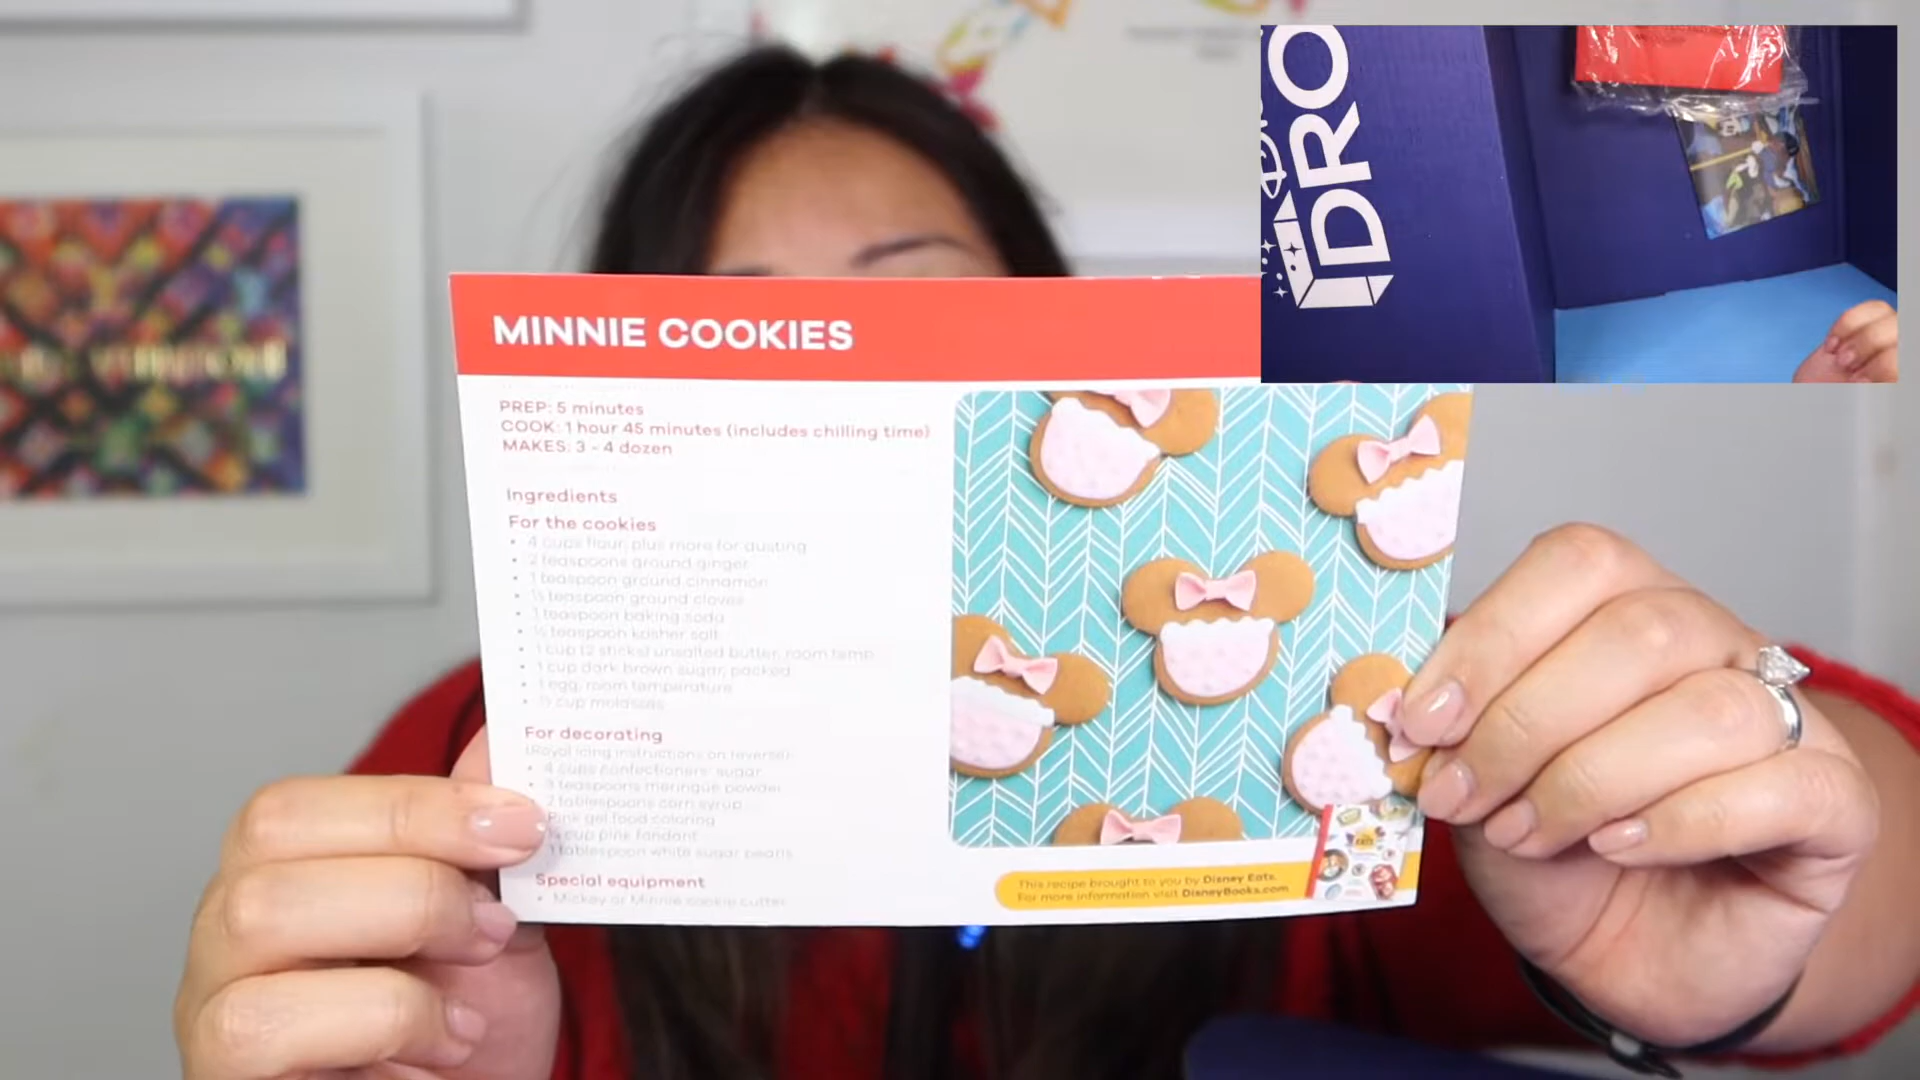 MINNIE COOKIES
PREP: 5 minutes
COOK: 1 hour 45 minutes (includes chilling time)
MAKES: 3 - 4 dozen
Ingredients
For the cookies
• 4 cups flour, plus more for dusting
• 2 teaspoons ground ginger
• 1 teaspoon ground cinnamon
• teaspoon ground cloves
• 1 teaspoon baking soda
• ½ teaspoon kosher salt
• 1 cup (2 sticks) unsalted butter, room temp
• 1 cup dark brown sugar, packed
• 1 egg, room temperature
• cup molasses
For decorating
(Royal icing instructions on reverse)
• 4 cups confectioners' sugar
• 3 teaspoons meringue powder
• 2 tablespoons corn syrup
Pink gel food coloring
cup pink fondant
1 tablespoon white sugar pearls
Special equipment
• Mickey or Minnie cookie cutter
This recipe brought to you by Disney Eats.
For more information visit DisneyBooks.com
EATS
DRO